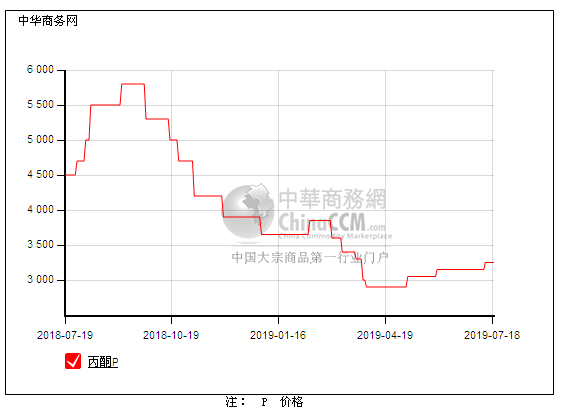 中华商务网
6 000
5 500
5 000
4 500
4 000
3 500
3 000
中華商務網
ChinaCCM.com
China Commodity Marketplace
中国大宗商品第一行业门户
2018-07-19
2018-10-19
2019-01-16
2019-04-19
2019-07-18
丙酮P
注： P 价格